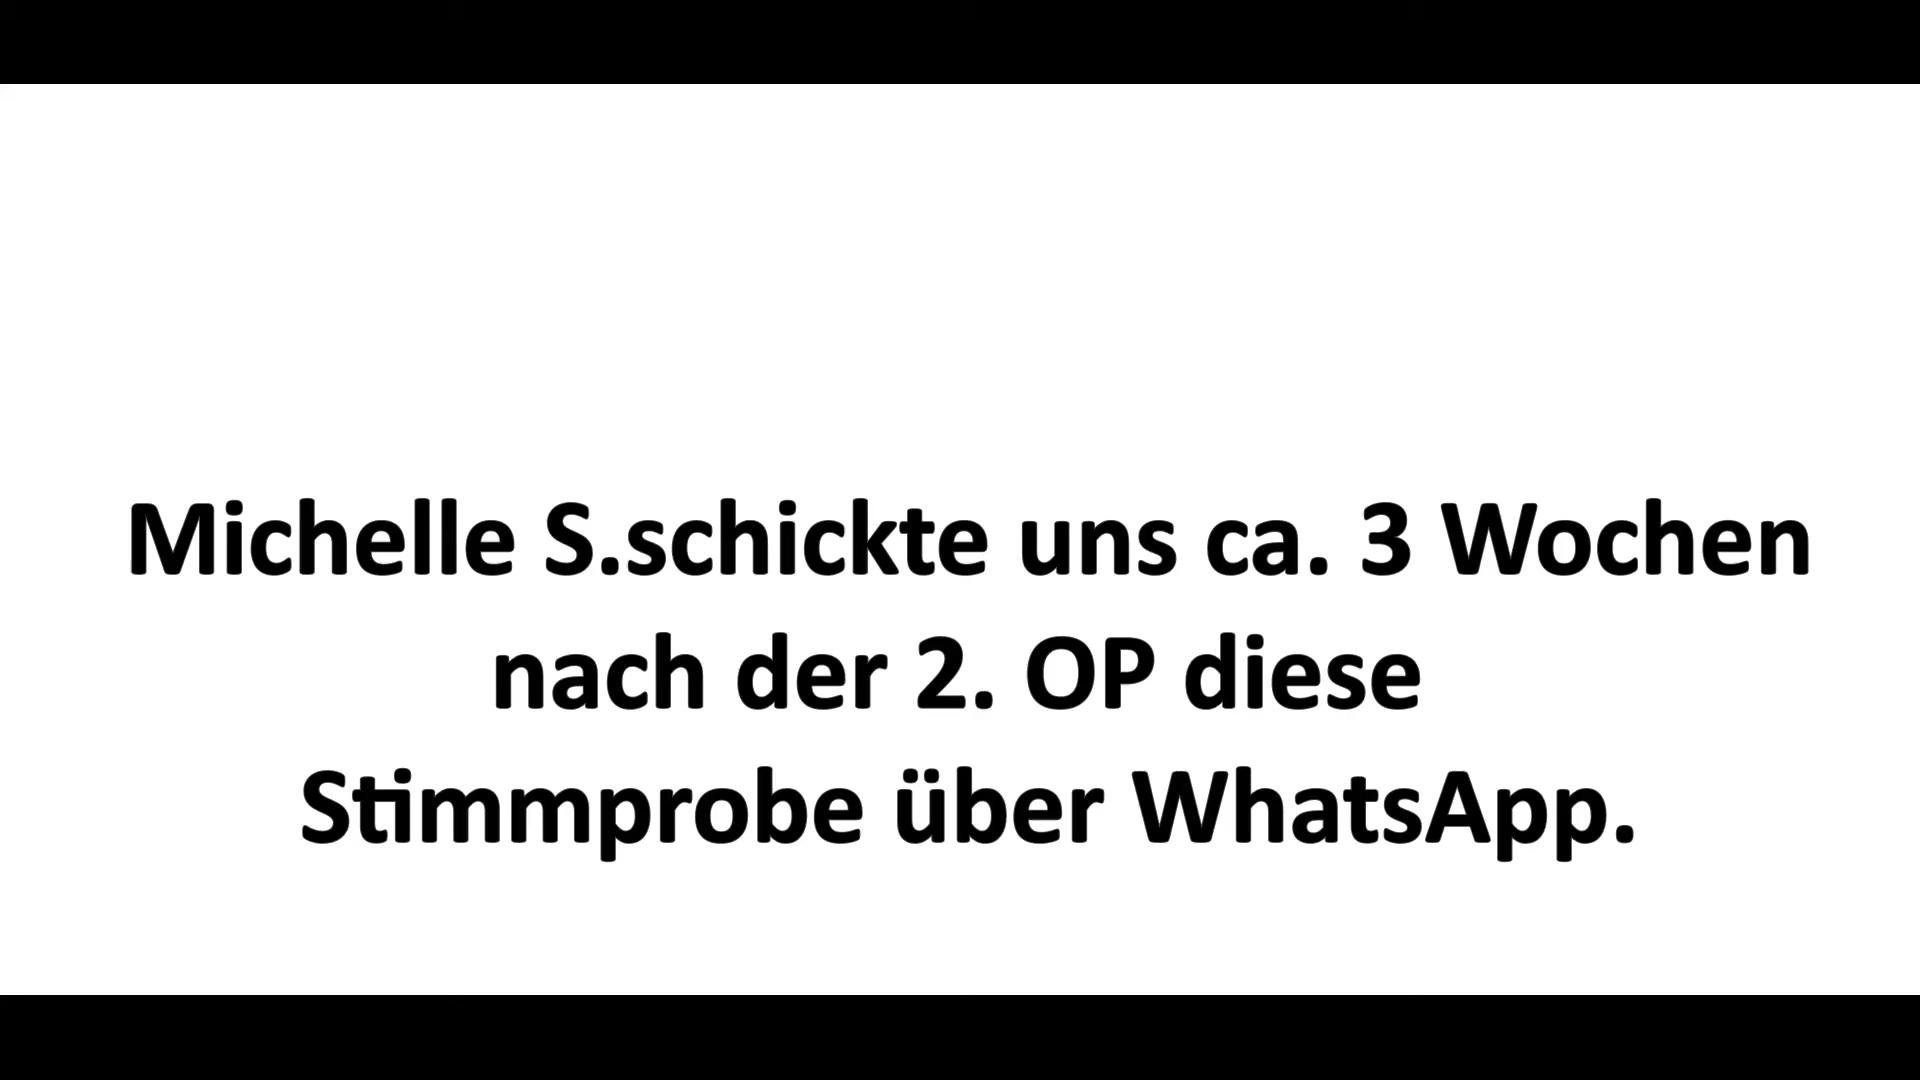 Michelle S.schickte uns ca. 3 Wochen
nach der 2. OP diese
Stimmprobe über WhatsApp.